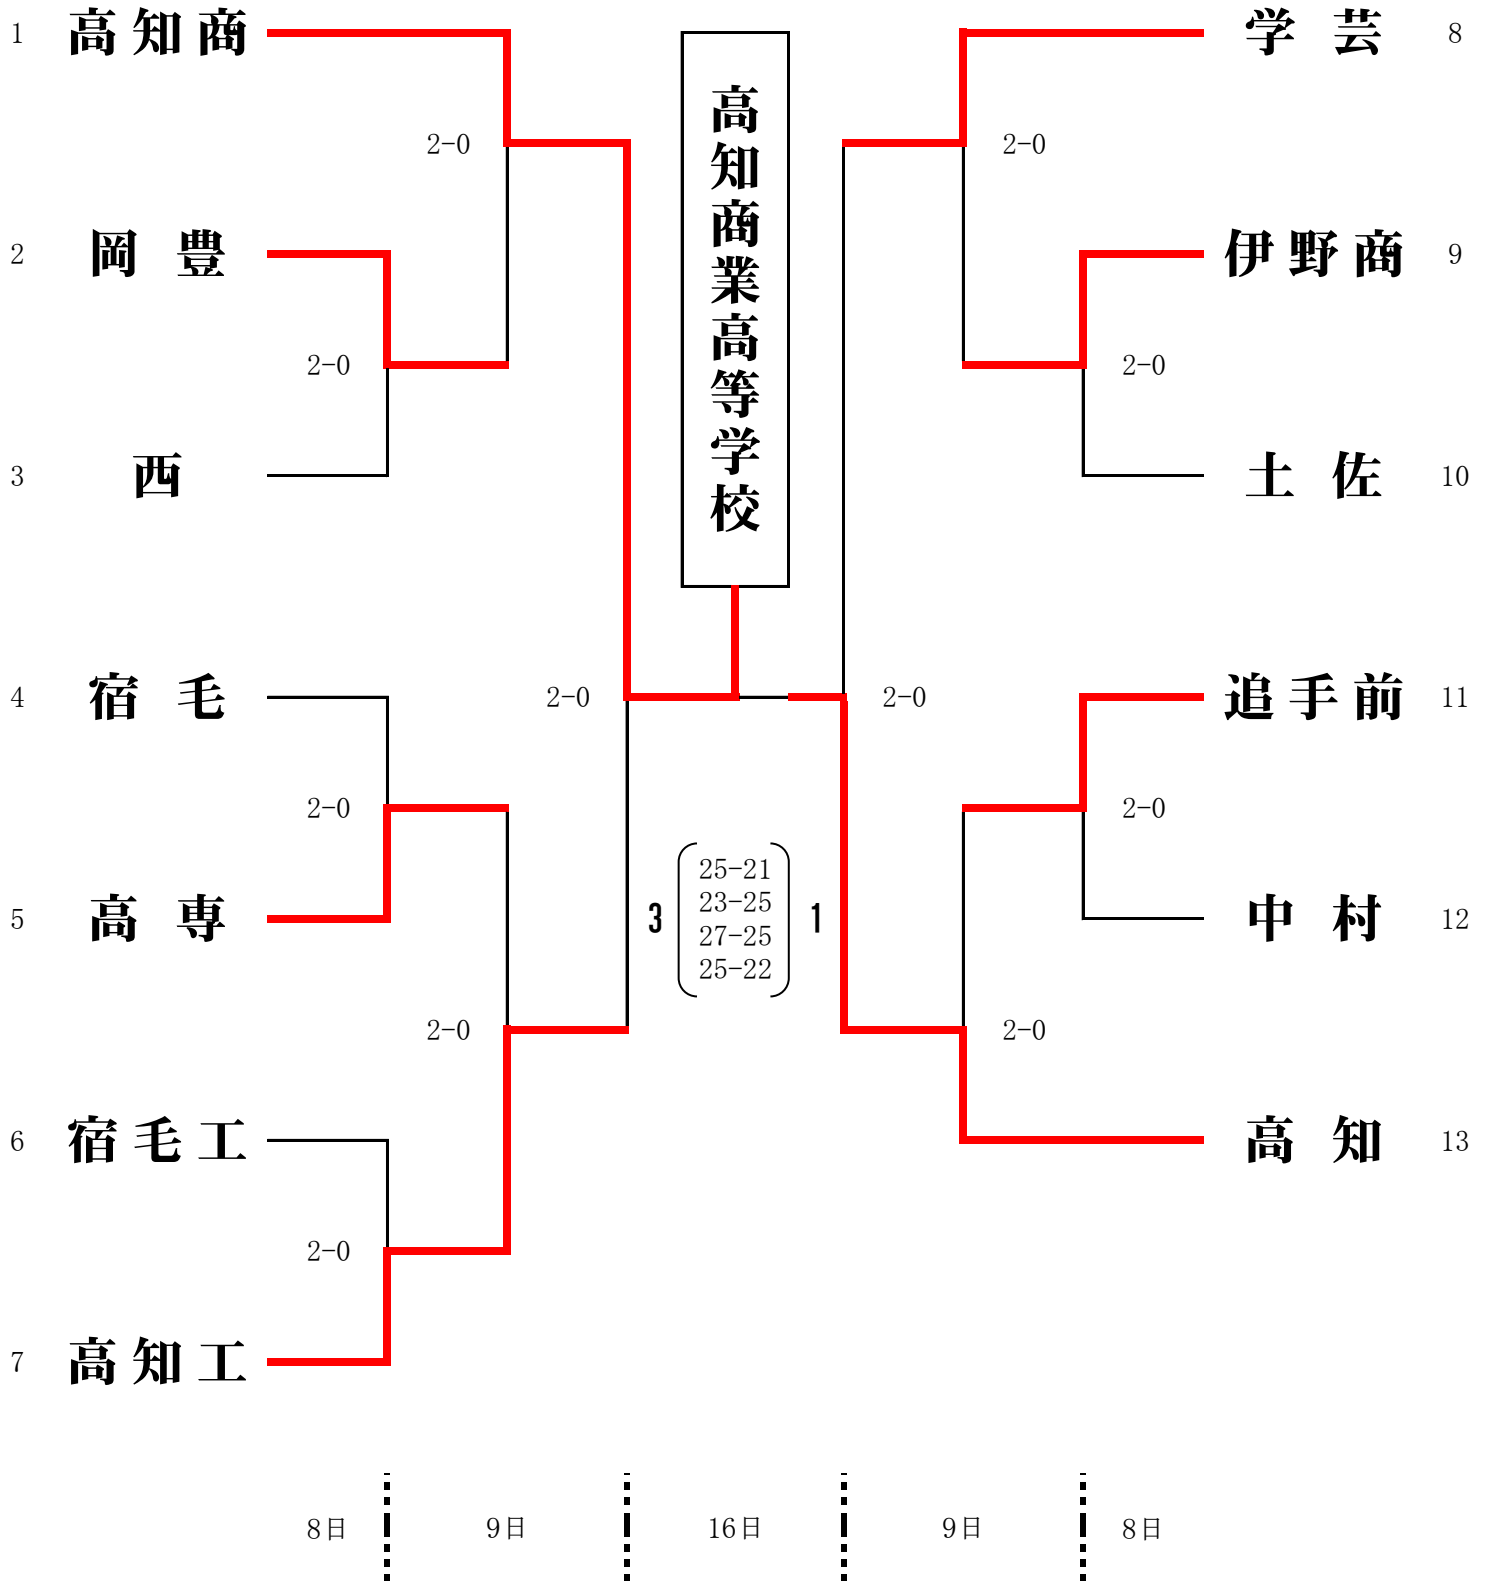 1 高知商
2-0
2 岡豊
2-0
3 西
4 宿毛
2-0
5 高専
2-0
6 宿毛工
2-0
7 高知工
2-0
高知商業高等学校
3
25-21
23-25
27-25
25-22
1
2-0
学芸 8
2-0
伊野商 9
2-0
土佐 10
追手前 11
2-0
中村 12
2-0
高知 13
8日 9日 16日 9日 8日